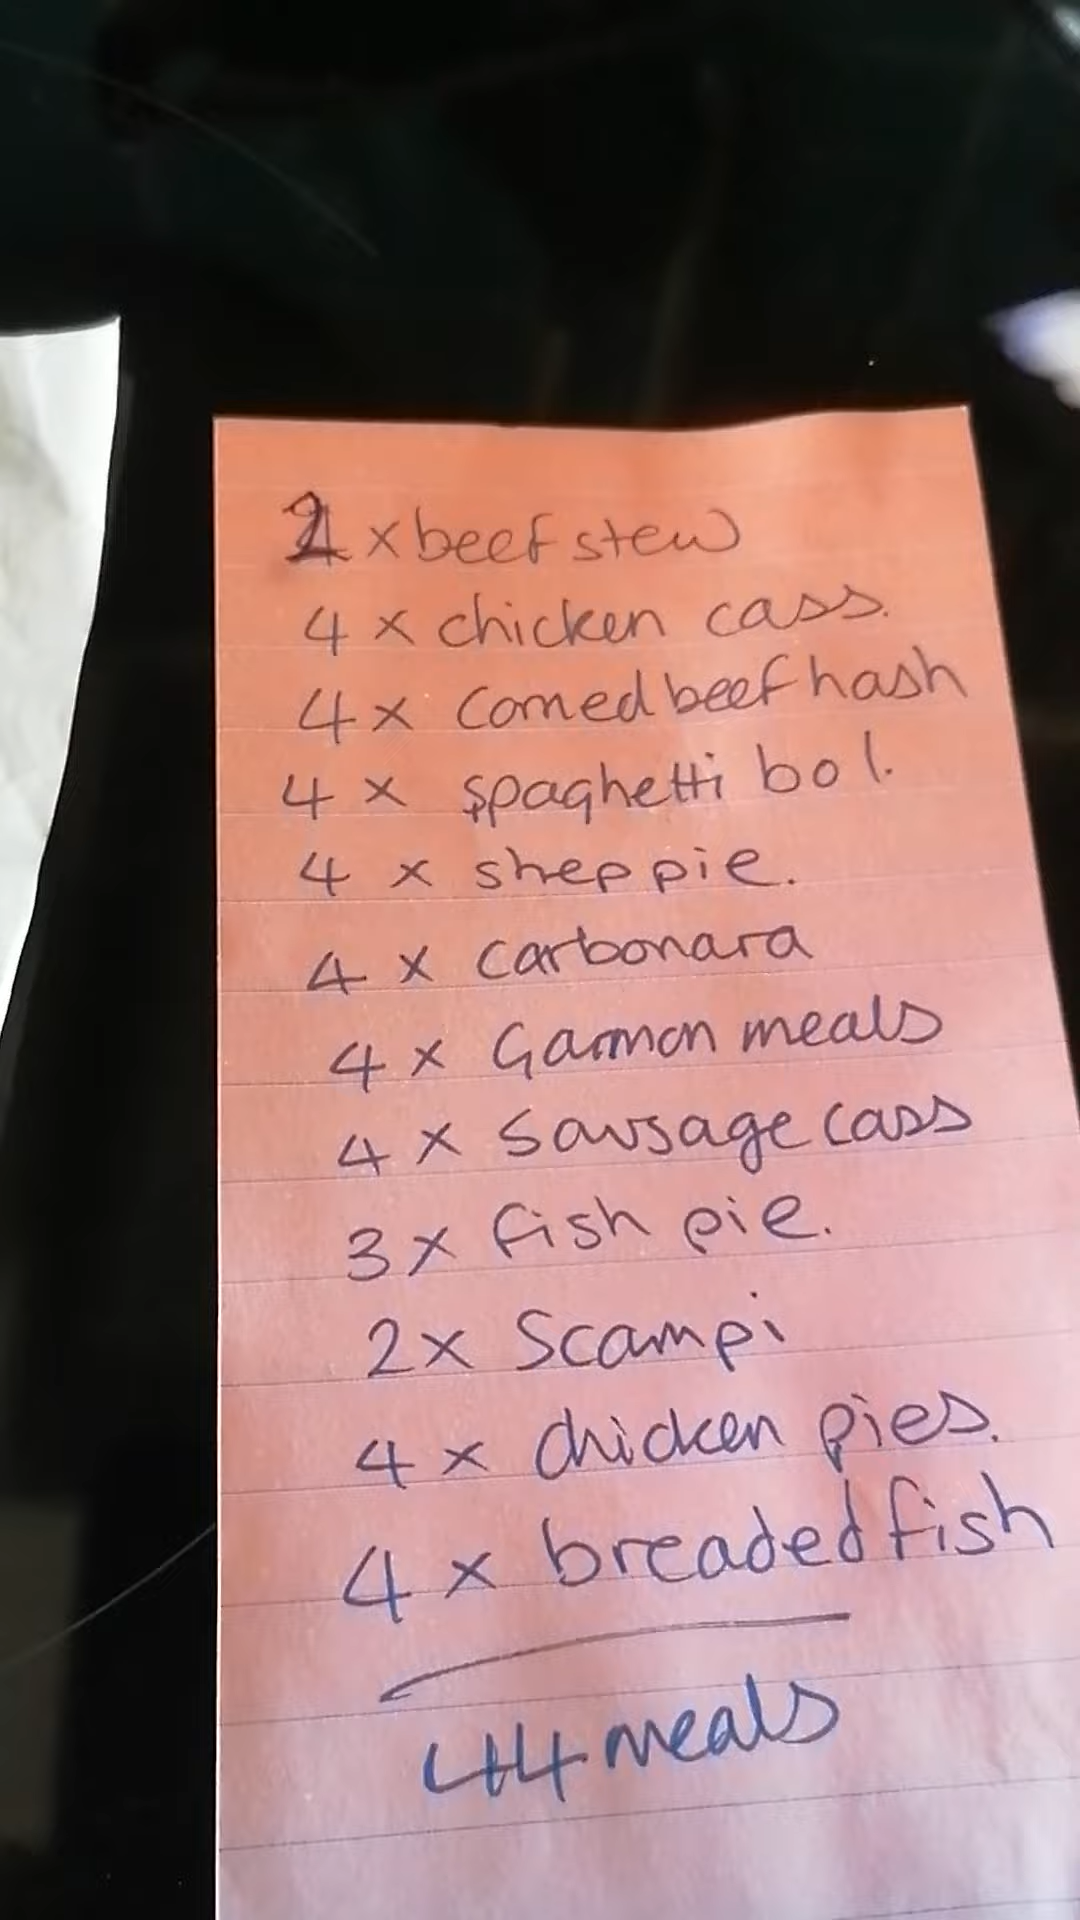 2 x beef stew
4 x chicken cass.
4 x corned beef hash
4 x spaghetti bol.
4 x shep pie.
4 x carbonara
4 x Gammon meals
4 x Sausage cass
3 x fish pie.
2 x Scampi
4 x chicken pies.
4 x breaded fish
44 meals